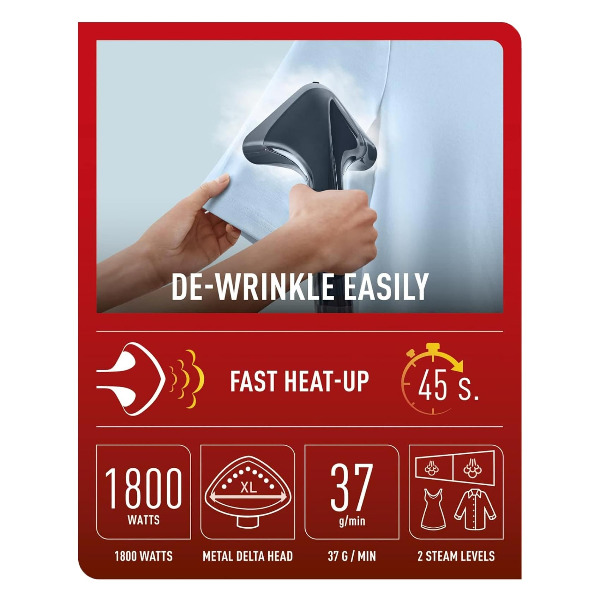 DE-WRINKLE EASILY
FAST HEAT-UP
45 s.
1800
WATTS
1800 WATTS
XL
METAL DELTA HEAD
37
g/min
37 G / MIN
2 STEAM LEVELS